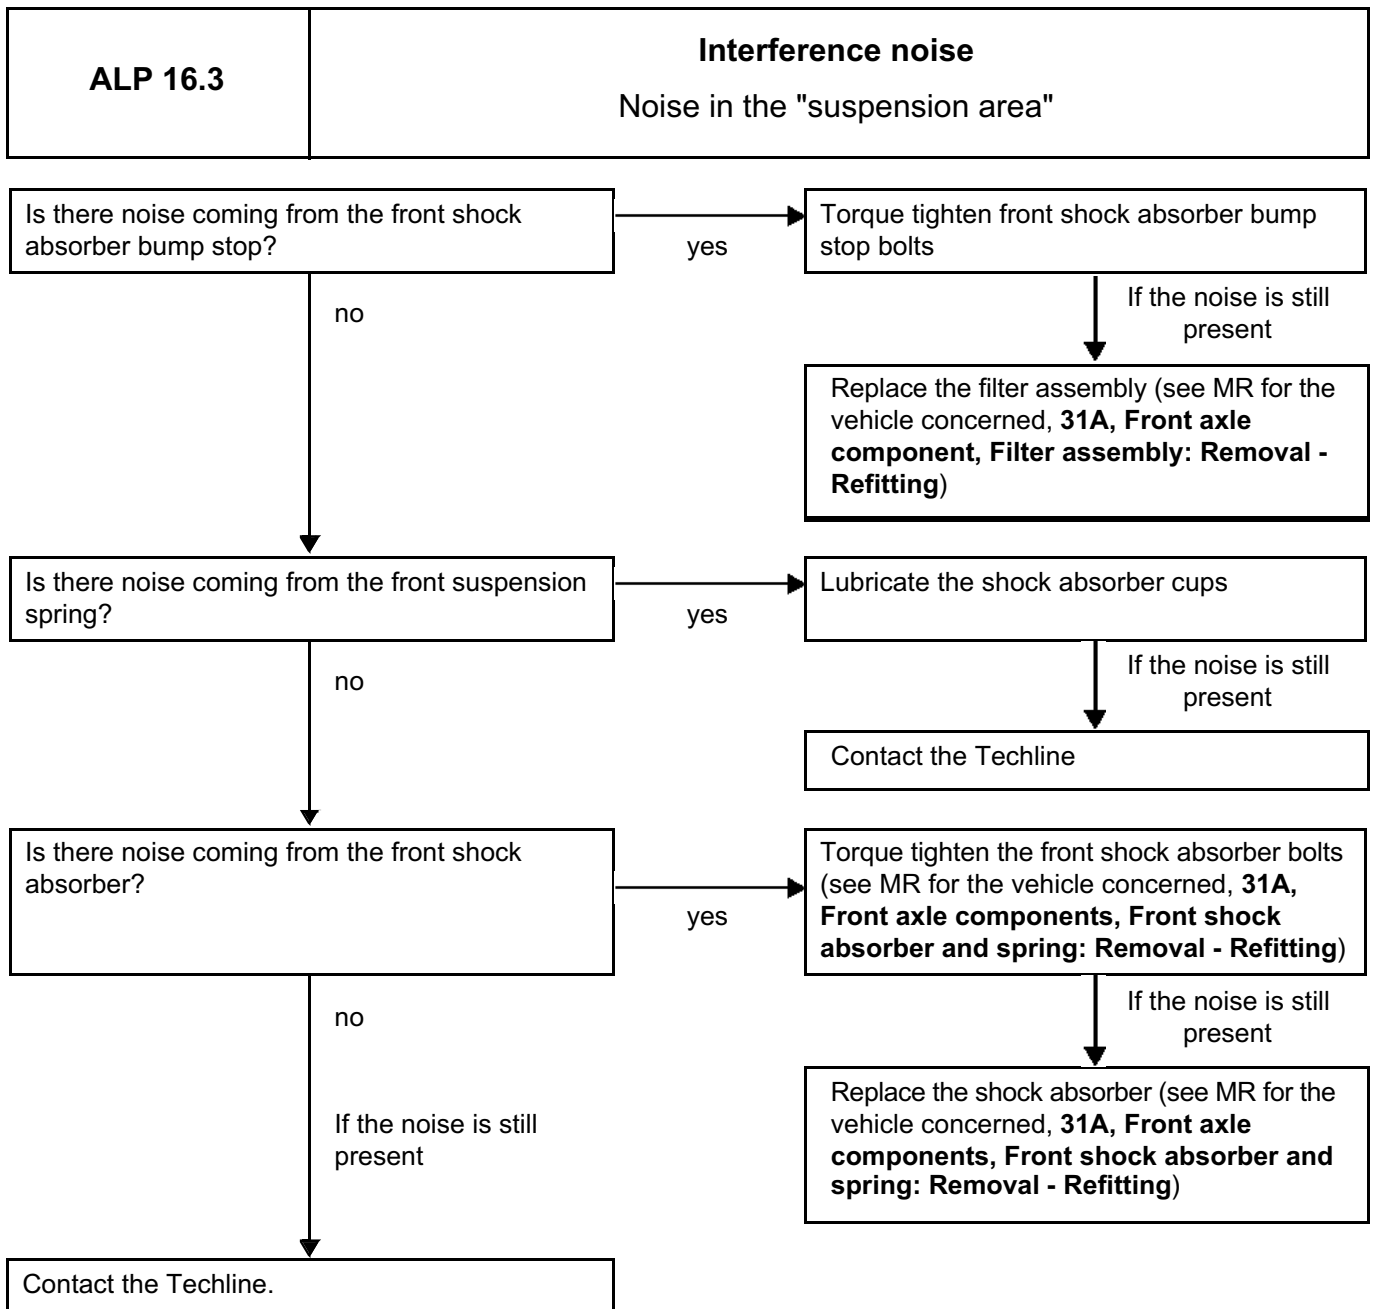 ALP 16.3
Interference noise
Noise in the "suspension area"
Is there noise coming from the front shock
absorber bump stop?
yes
Torque tighten front shock absorber bump
stop bolts
no
If the noise is still
present
Replace the filter assembly (see MR for the
vehicle concerned, 31A, Front axle
component, Filter assembly: Removal -
Refitting)
Is there noise coming from the front suspension
spring?
yes
Lubricate the shock absorber cups
no
If the noise is still
present
Contact the Techline
Is there noise coming from the front shock
absorber?
yes
Torque tighten the front shock absorber bolts
(see MR for the vehicle concerned, 31A,
Front axle components, Front shock
absorber and spring: Removal - Refitting)
no
If the noise is still
present
Replace the shock absorber (see MR for the
vehicle concerned, 31A, Front axle
components, Front shock absorber and
spring: Removal - Refitting)
If the noise is still
present
Contact the Techline.